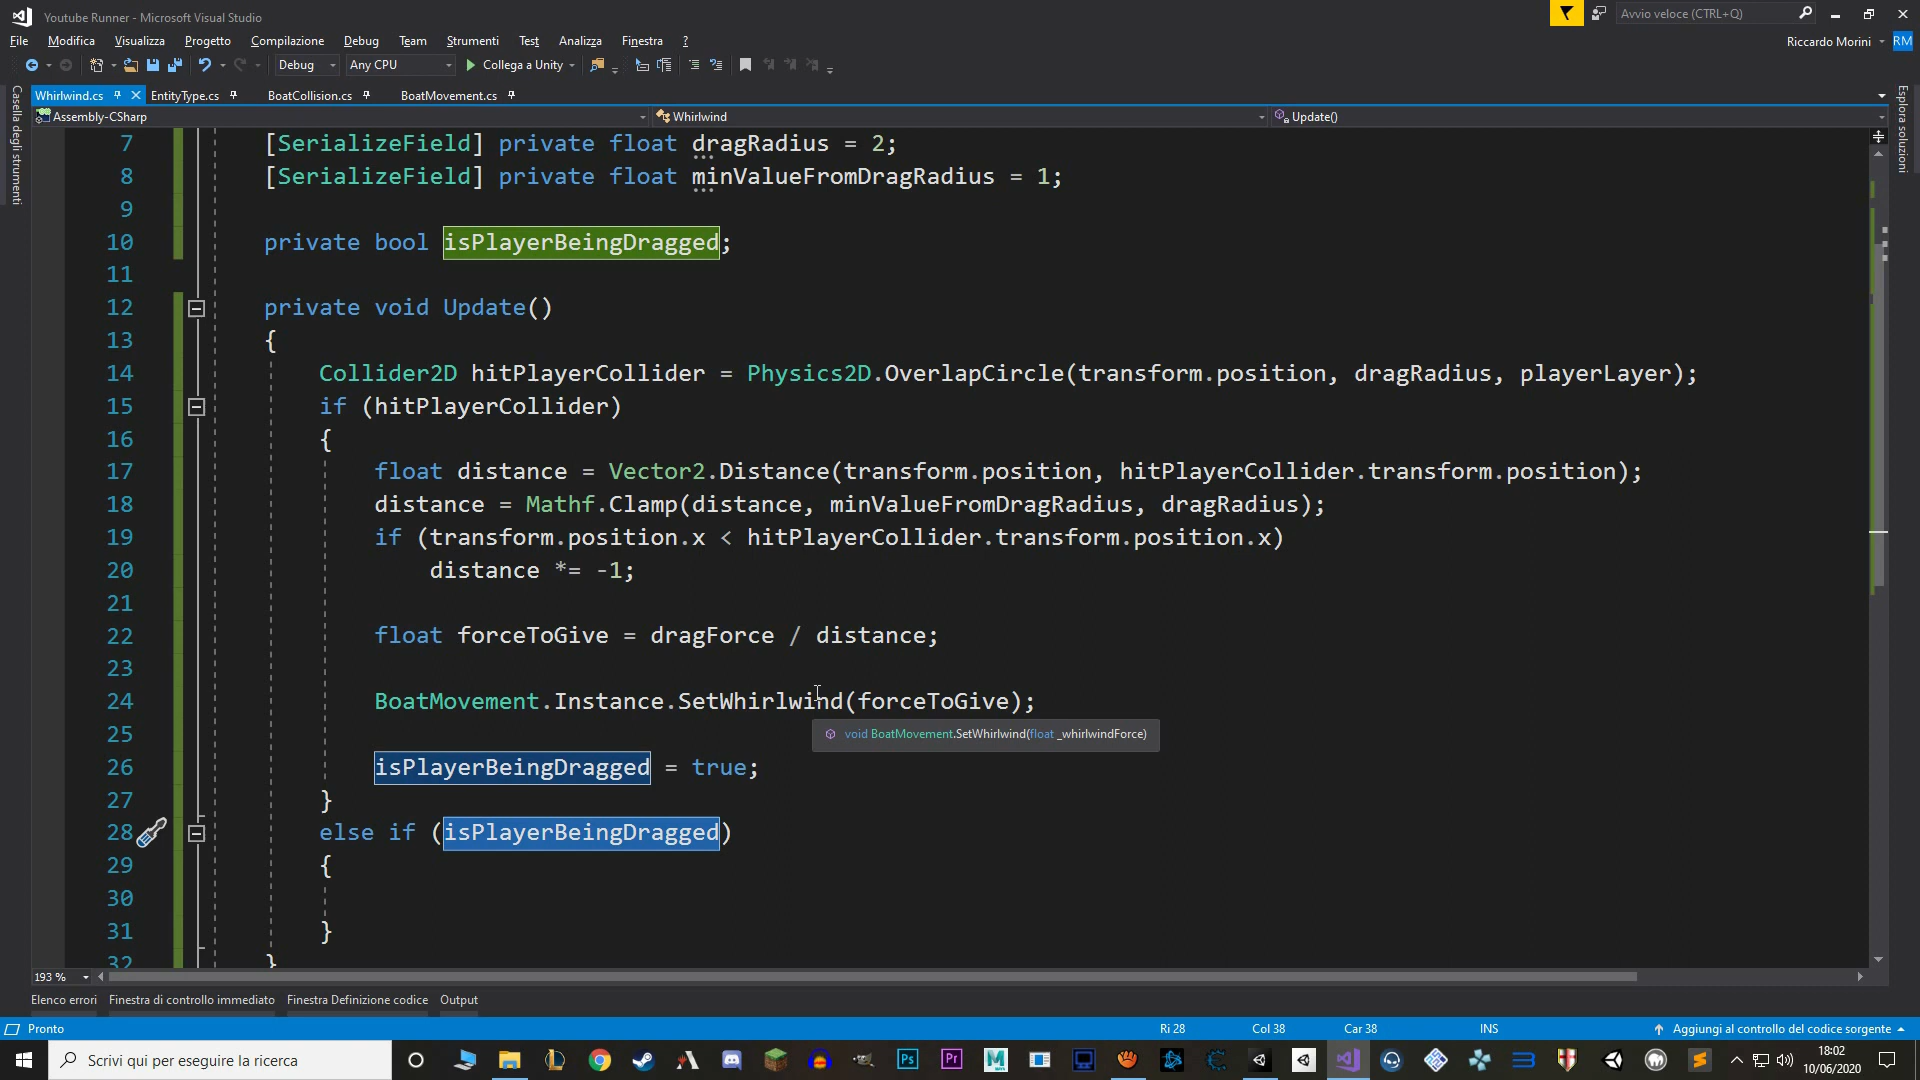 Youtube Runner - Microsoft Visual Studio
Avvio veloce (CTRL+Q)
File Modifica Visualizza Progetto Compilazione Debug Team Strumenti Test Analizza Finestra ?
Riccardo Morini RM
Debug Any CPU Collega a Unity
Whirlwind.cs EntityType.cs BoatCollision.cs BoatMovement.cs
Assembly-CSharp Whirlwind Update()
Casella degli strumenti
Esplora soluzioni
7 [SerializeField] private float dragRadius = 2;
8 [SerializeField] private float minValueFromDragRadius = 1;
9
10 private bool isPlayerBeingDragged;
11
12 private void Update()
13 {
14 Collider2D hitPlayerCollider = Physics2D.OverlapCircle(transform.position, dragRadius, playerLayer);
15 if (hitPlayerCollider)
16 {
17 float distance = Vector2.Distance(transform.position, hitPlayerCollider.transform.position);
18 distance = Mathf.Clamp(distance, minValueFromDragRadius, dragRadius);
19 if (transform.position.x < hitPlayerCollider.transform.position.x)
20 distance *= -1;
21
22 float forceToGive = dragForce / distance;
23
24 BoatMovement.Instance.SetWhirlwind(forceToGive);
25
void BoatMovement.SetWhirlwind(float _whirlwindForce)
26 isPlayerBeingDragged = true;
27 }
28 else if (isPlayerBeingDragged)
29 {
30
31 }
32 }
193 %
Elenco errori Finestra di controllo immediato Finestra Definizione codice Output
Pronto Ri 28 Col 38 Car 38 INS Aggiungi al controllo del codice sorgente
Scrivi qui per eseguire la ricerca
Ps Pr M
18:02
10/06/2020